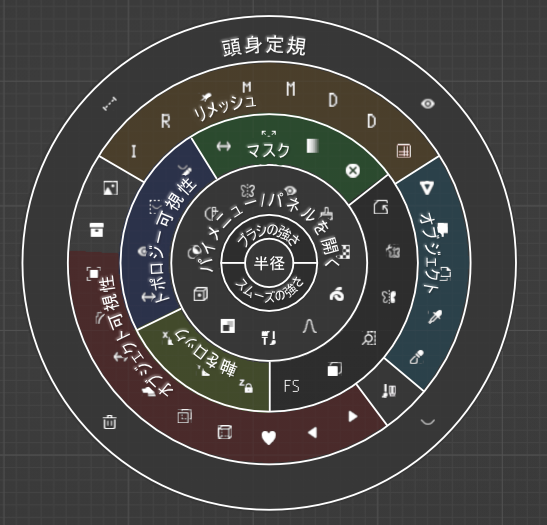 頭身定規
リメッシュ
I
R
M
M
D
D
マスク
トポロジー可視性
オブジェクト
パイメニュー/パネルを開く
ブラシの強さ
半径
スムーズの強さ
オブジェクト可視性
軸をロック
Z
FS